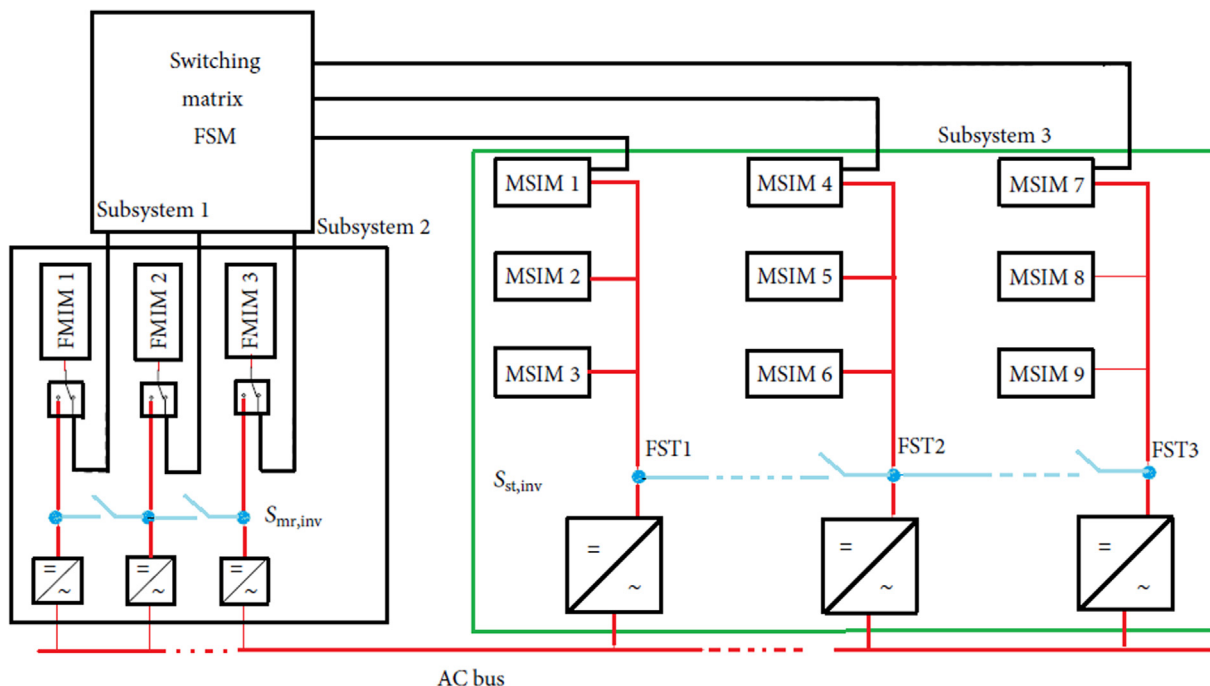 Switching
matrix
FSM
Subsystem 1
Subsystem 2
Subsystem 3
FMIM 1
FMIM 2
FMIM 3
MSIM 1
MSIM 4
MSIM 7
MSIM 2
MSIM 5
MSIM 8
MSIM 3
MSIM 6
MSIM 9
FST1
FST2
FST3
Sst,inv
Smr,inv
= ~
= ~
= ~
= ~
= ~
= ~
AC bus